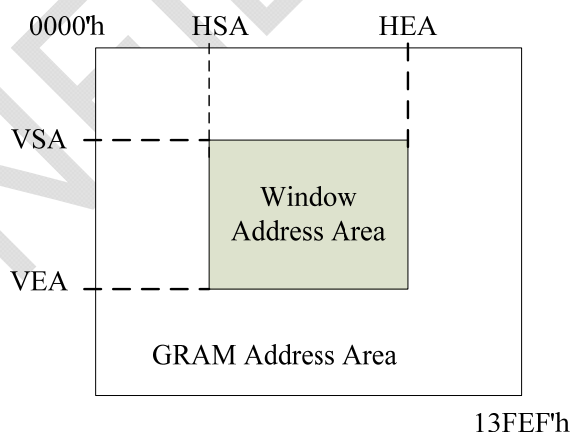 0000'h HSA HEA
VSA
Window
Address Area
VEA
GRAM Address Area
13FEF'h